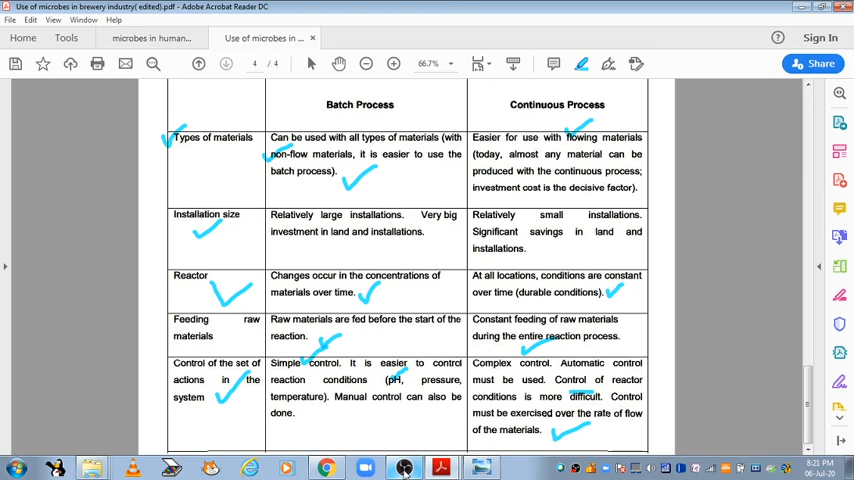 Use of microbes in brewery industry( edited).pdf - Adobe Acrobat Reader DC
File Edit View Window Help
Home Tools microbes in human... Use of microbes in ... × Sign In
4 / 4 66.7% Share
Batch Process Continuous Process
Types of materials
Can be used with all types of materials (with
non-flow materials, it is easier to use the
batch process).
Easier for use with flowing materials
(today, almost any material can be
produced with the continuous process;
investment cost is the decisive factor).
Installation size
Relatively large installations. Very big
investment in land and installations.
Relatively small installations.
Significant savings in land and
installations.
Reactor
Changes occur in the concentrations of
materials over time.
At all locations, conditions are constant
over time (durable conditions).
Feeding raw
materials
Raw materials are fed before the start of the
reaction.
Constant feeding of raw materials
during the entire reaction process.
Control of the set of
actions in the
system
Simple control. It is easier to control
reaction conditions (pH, pressure,
temperature). Manual control can also be
done.
Complex control. Automatic control
must be used. Control of reactor
conditions is more difficult. Control
must be exercised over the rate of flow
of the materials.
8:21 PM
06-Jul-20